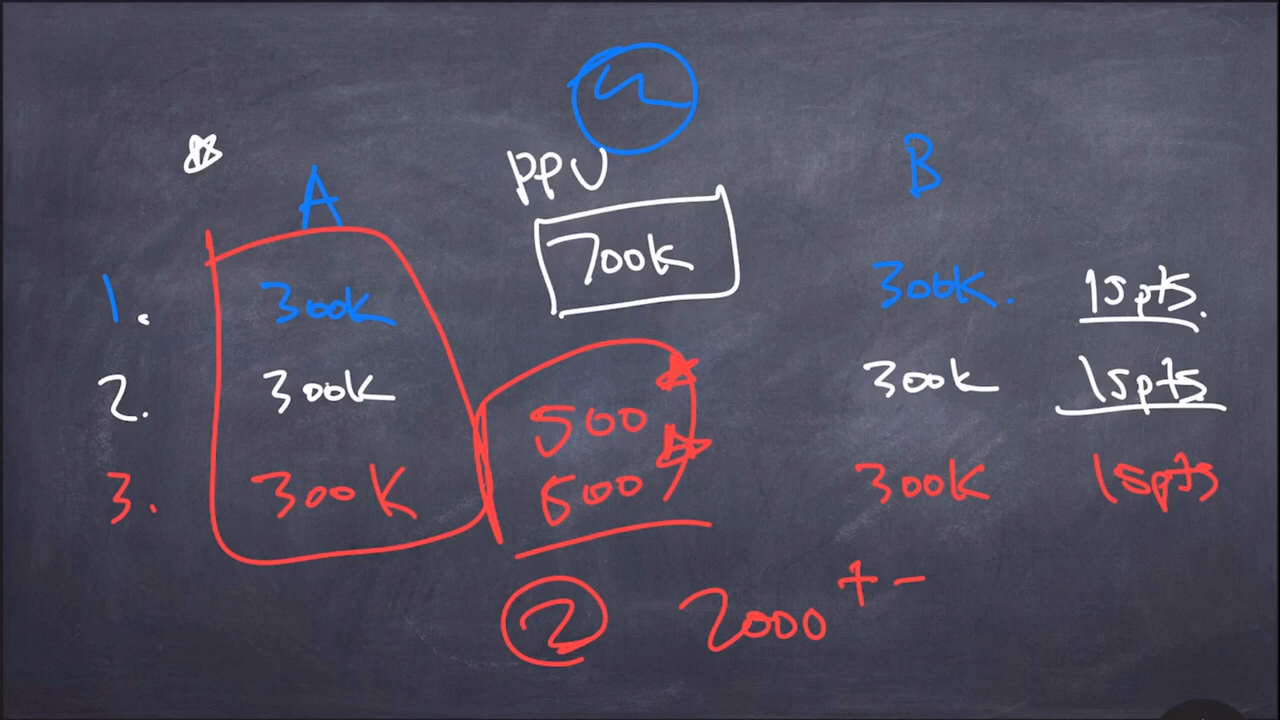 PPU
A
B
700k
1. 300k 300k. 15pts.
2. 300k 300k 15pts
500
3. 300K 300K 15pts
500
2 2000 + -